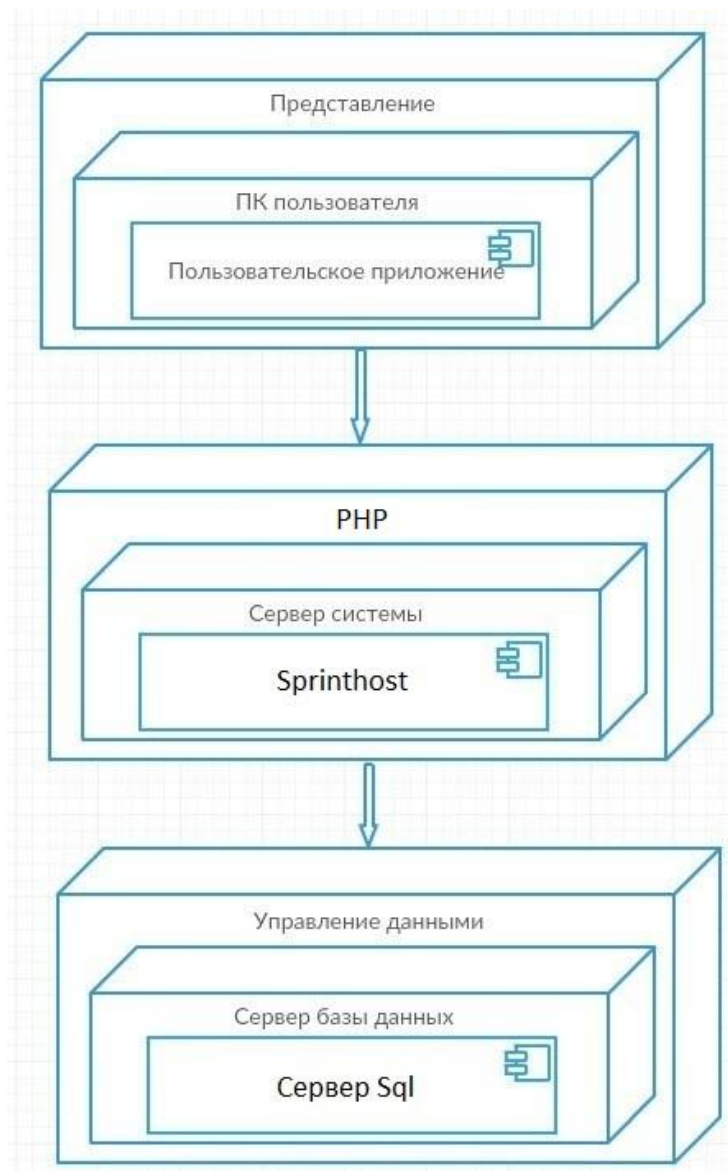 Представление
ПК пользователя
Пользовательское приложение
PHP
Сервер системы
Sprinthost
Управление данными
Сервер базы данных
Сервер Sql